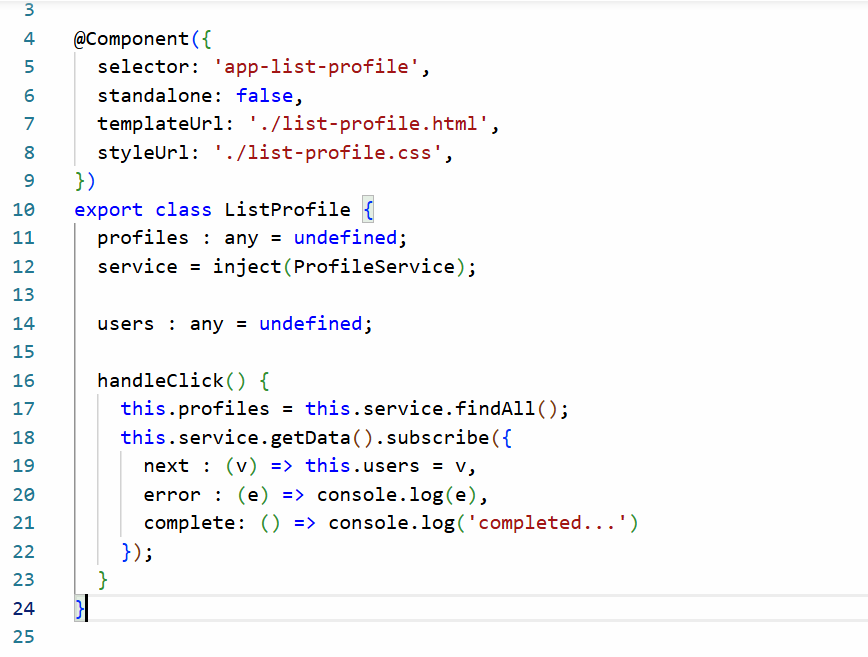 3
4 @Component({
5   selector: 'app-list-profile',
6   standalone: false,
7   templateUrl: './list-profile.html',
8   styleUrl: './list-profile.css',
9 })
10 export class ListProfile {
11   profiles : any = undefined;
12   service = inject(ProfileService);
13
14   users : any = undefined;
15
16   handleClick() {
17     this.profiles = this.service.findAll();
18     this.service.getData().subscribe({
19       next : (v) => this.users = v,
20       error : (e) => console.log(e),
21       complete: () => console.log('completed...')
22     });
23   }
24 }
25